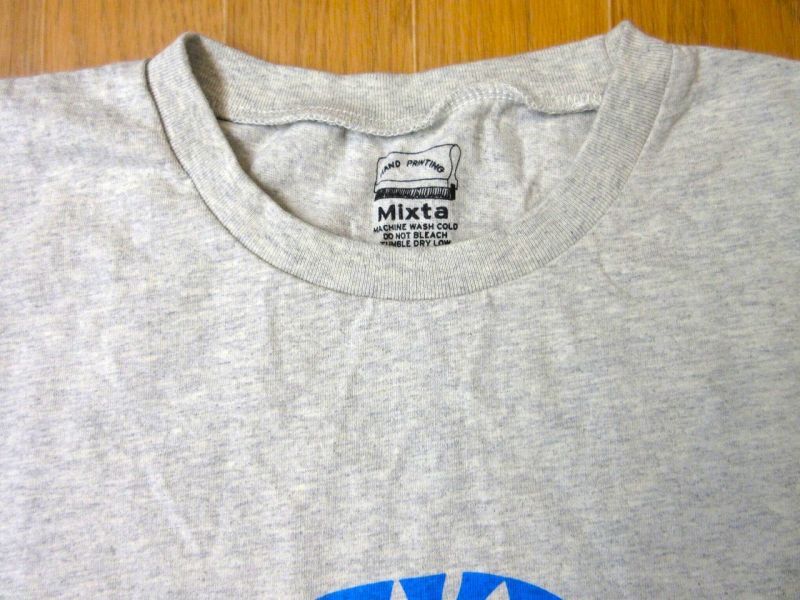 HAND PRINTING
Mixta
MACHINE WASH COLD
DO NOT BLEACH
TUMBLE DRY LOW